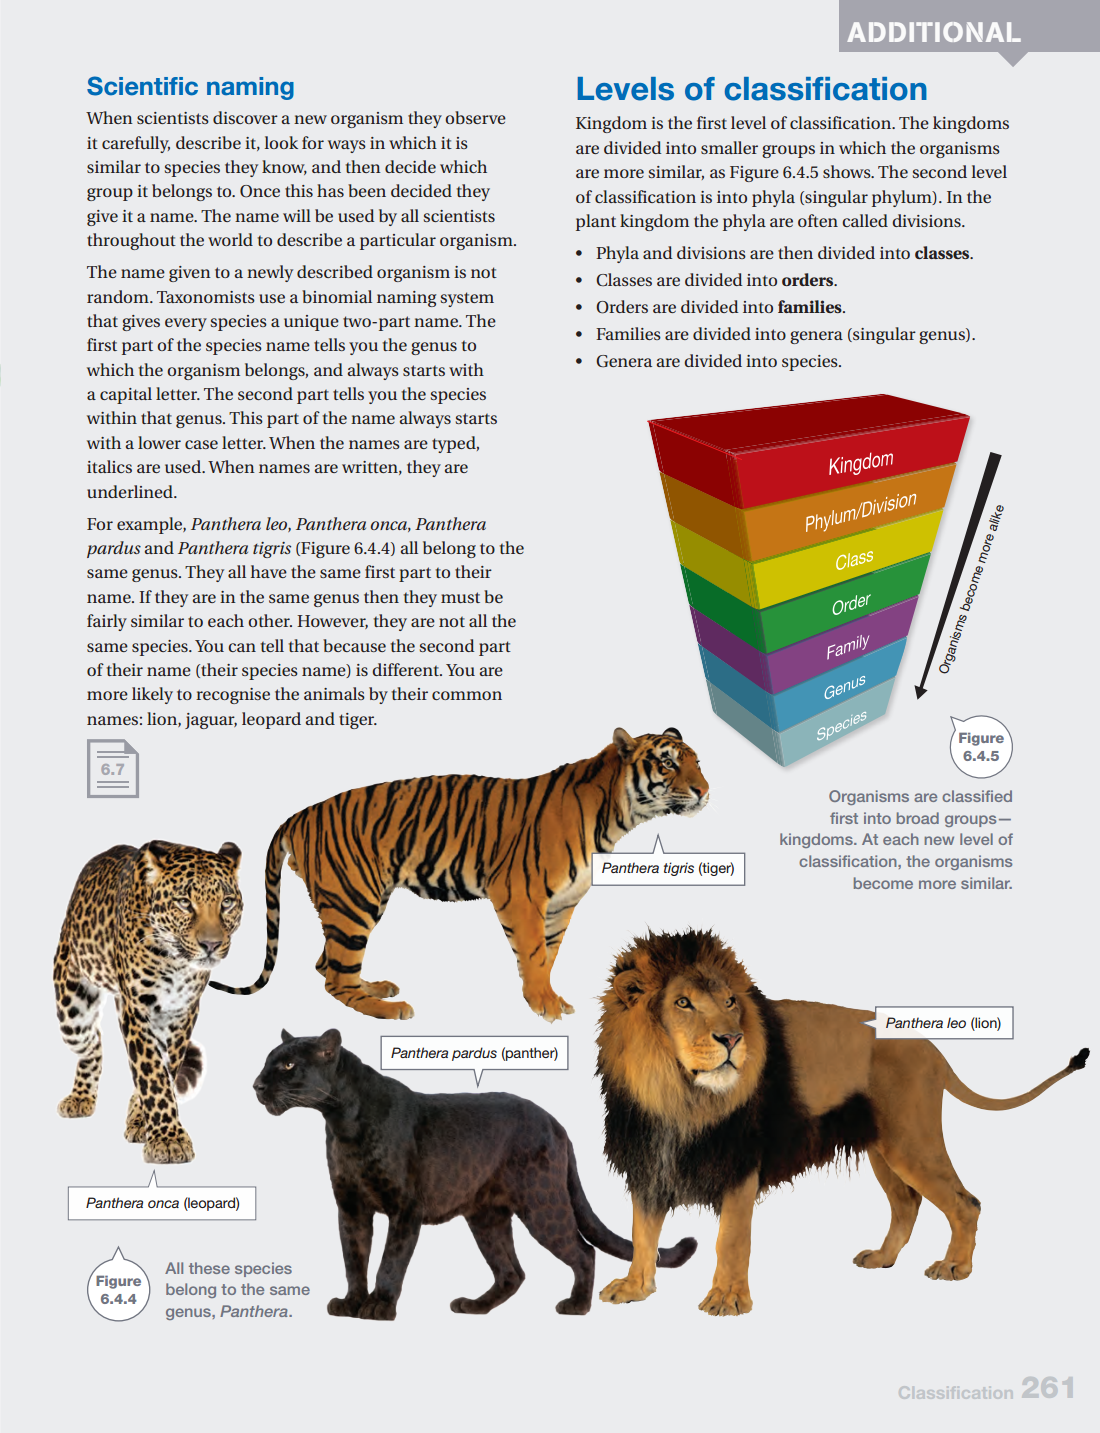 ADDITIONAL
Scientific naming
When scientists discover a new organism they observe
it carefully, describe it, look for ways in which it is
similar to species they know, and then decide which
group it belongs to. Once this has been decided they
give it a name. The name will be used by all scientists
throughout the world to describe a particular organism.
The name given to a newly described organism is not
random. Taxonomists use a binomial naming system
that gives every species a unique two-part name. The
first part of the species name tells you the genus to
which the organism belongs, and always starts with
a capital letter. The second part tells you the species
within that genus. This part of the name always starts
with a lower case letter. When the names are typed,
italics are used. When names are written, they are
underlined.
For example, Panthera leo, Panthera onca, Panthera
pardus and Panthera tigris (Figure 6.4.4) all belong to the
same genus. They all have the same first part to their
name. If they are in the same genus then they must be
fairly similar to each other. However, they are not all the
same species. You can tell that because the second part
of their name (their species name) is different. You are
more likely to recognise the animals by their common
names: lion, jaguar, leopard and tiger.
6.7
Levels of classification
Kingdom is the first level of classification. The kingdoms
are divided into smaller groups in which the organisms
are more similar, as Figure 6.4.5 shows. The second level
of classification is into phyla (singular phylum). In the
plant kingdom the phyla are often called divisions.
• Phyla and divisions are then divided into classes.
• Classes are divided into orders.
• Orders are divided into families.
• Families are divided into genera (singular genus).
• Genera are divided into species.
Kingdom
Phylum/Division
Class
Order
Family
Genus
Species
Organisms become more alike
Figure
6.4.5
Organisms are classified
first into broad groups—
kingdoms. At each new level of
classification, the organisms
become more similar.
Panthera tigris (tiger)
Panthera leo (lion)
Panthera pardus (panther)
Panthera onca (leopard)
Figure
6.4.4
All these species
belong to the same
genus, Panthera.
Classification 261